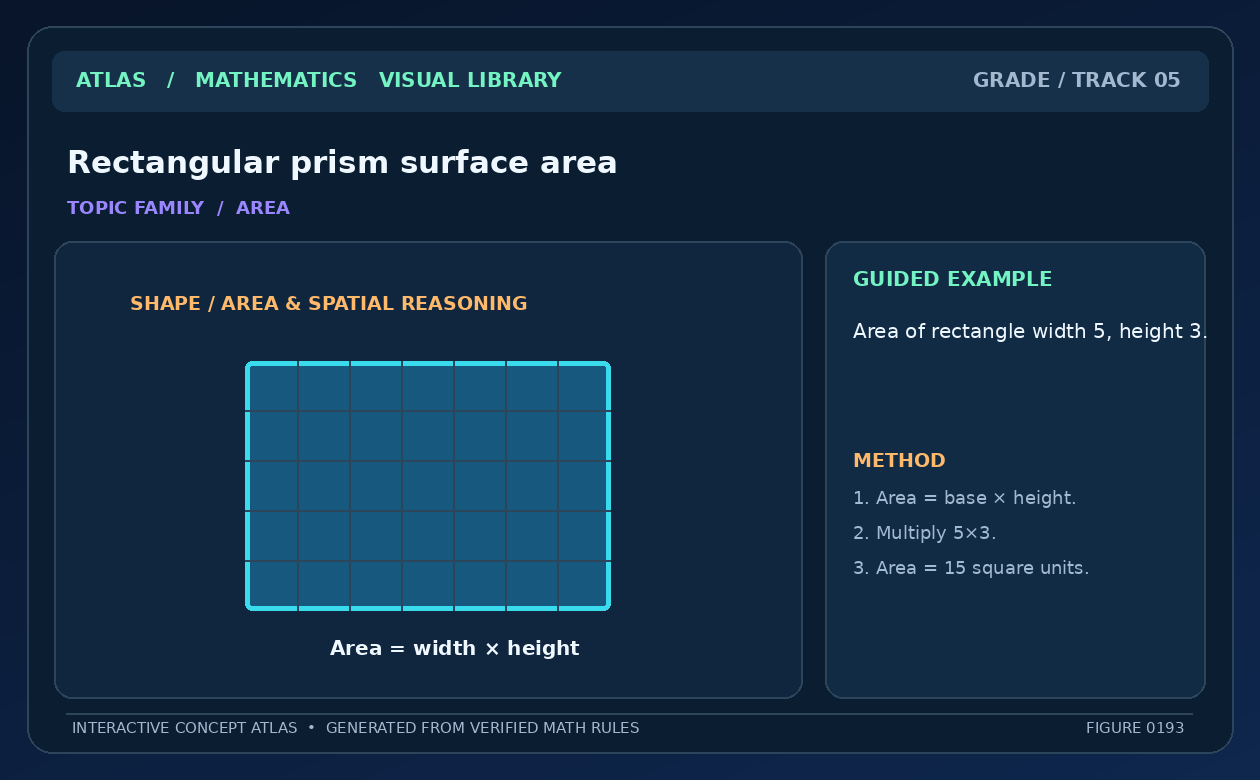 ATLAS / MATHEMATICS VISUAL LIBRARY
GRADE / TRACK 05
Rectangular prism surface area
TOPIC FAMILY / AREA
SHAPE / AREA & SPATIAL REASONING
Area = width × height
GUIDED EXAMPLE
Area of rectangle width 5, height 3.
METHOD
1. Area = base × height.
2. Multiply 5×3.
3. Area = 15 square units.
INTERACTIVE CONCEPT ATLAS • GENERATED FROM VERIFIED MATH RULES
FIGURE 0193